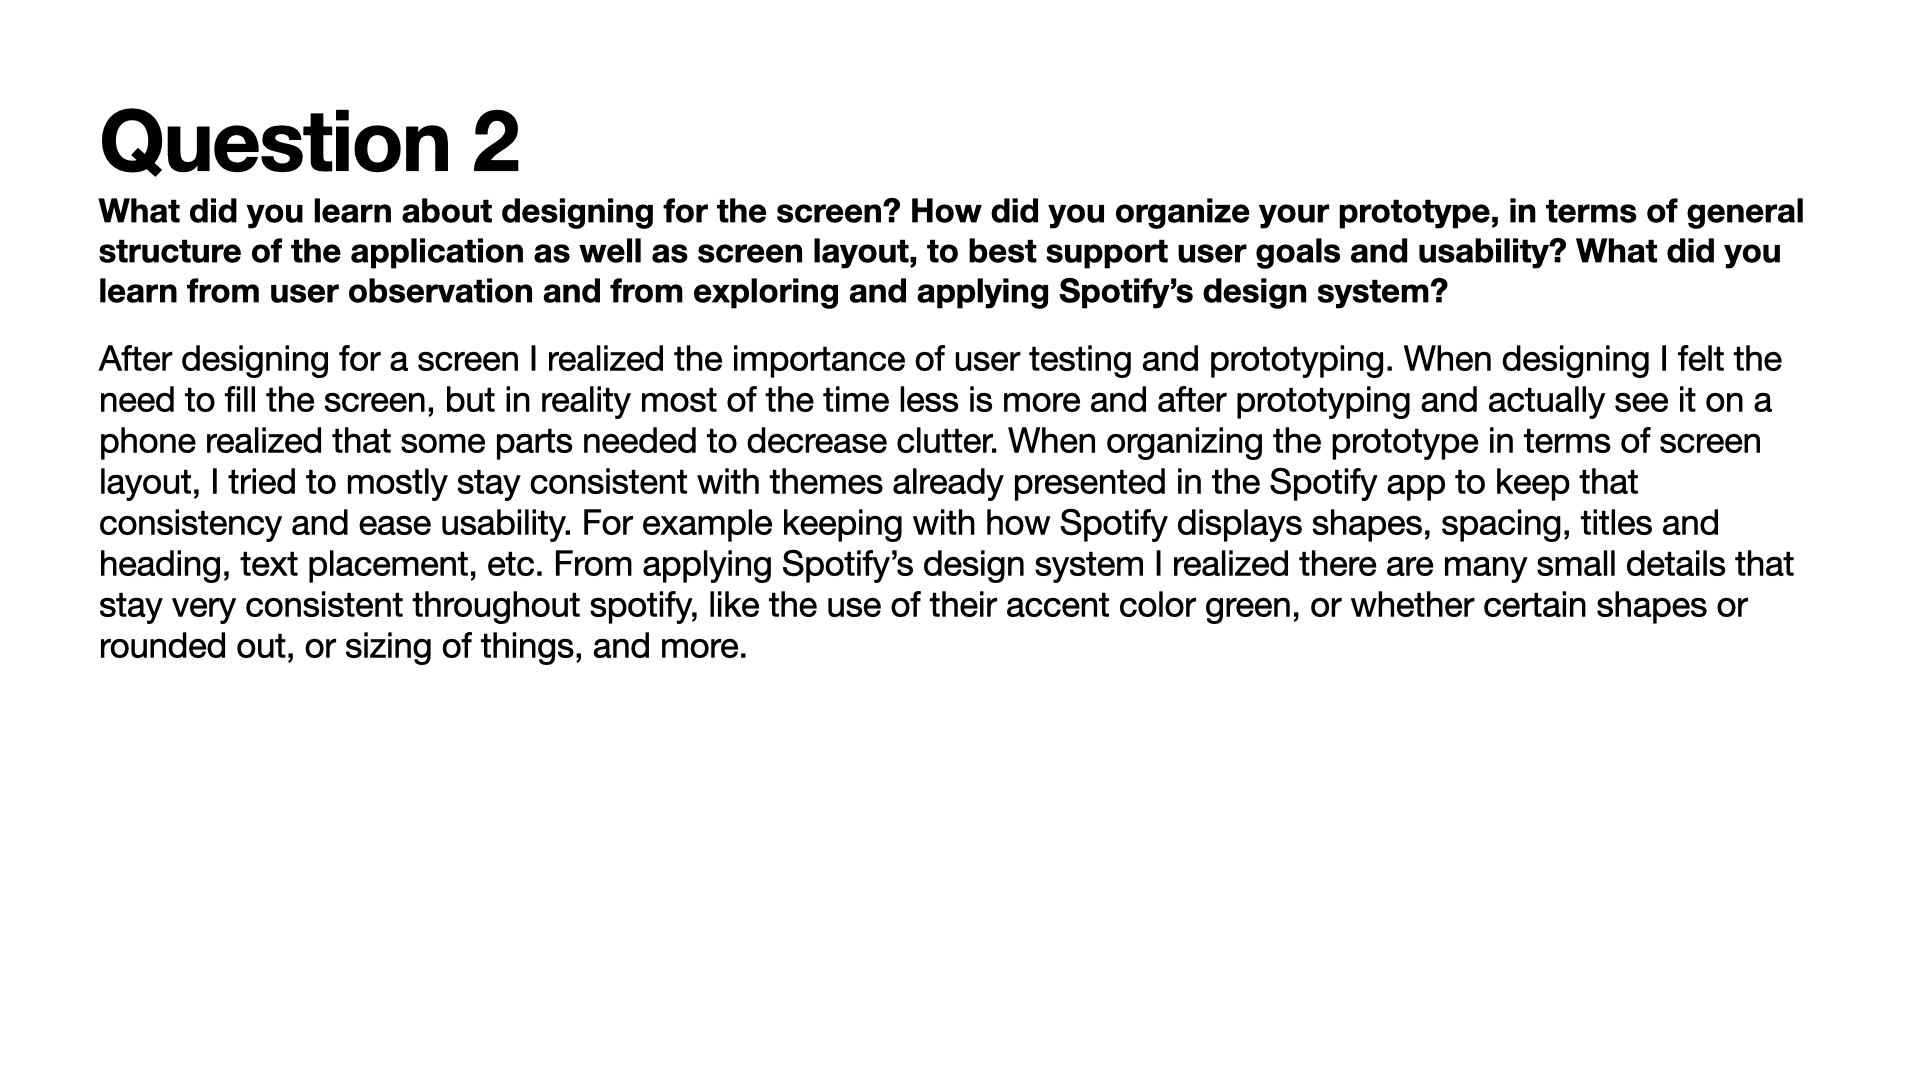 Question 2
What did you learn about designing for the screen? How did you organize your prototype, in terms of general
structure of the application as well as screen layout, to best support user goals and usability? What did you
learn from user observation and from exploring and applying Spotify’s design system?
After designing for a screen I realized the importance of user testing and prototyping. When designing I felt the
need to fill the screen, but in reality most of the time less is more and after prototyping and actually see it on a
phone realized that some parts needed to decrease clutter. When organizing the prototype in terms of screen
layout, I tried to mostly stay consistent with themes already presented in the Spotify app to keep that
consistency and ease usability. For example keeping with how Spotify displays shapes, spacing, titles and
heading, text placement, etc. From applying Spotify’s design system I realized there are many small details that
stay very consistent throughout spotify, like the use of their accent color green, or whether certain shapes or
rounded out, or sizing of things, and more.